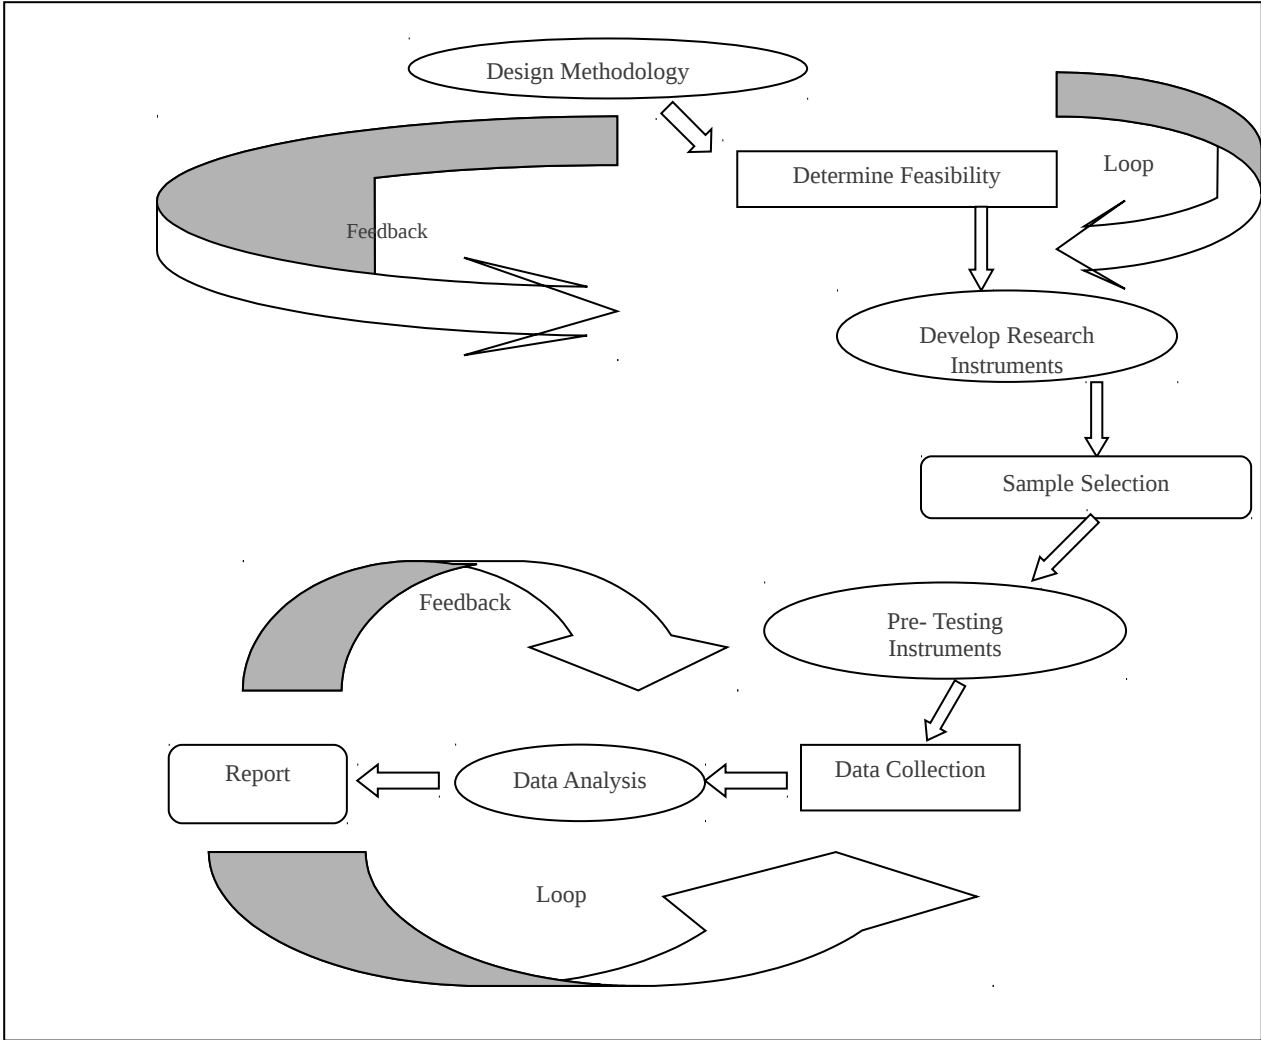 Design Methodology
Determine Feasibility
Loop
Feedback
Develop Research
Instruments
Sample Selection
Feedback
Pre- Testing
Instruments
Report
Data Analysis
Data Collection
Loop